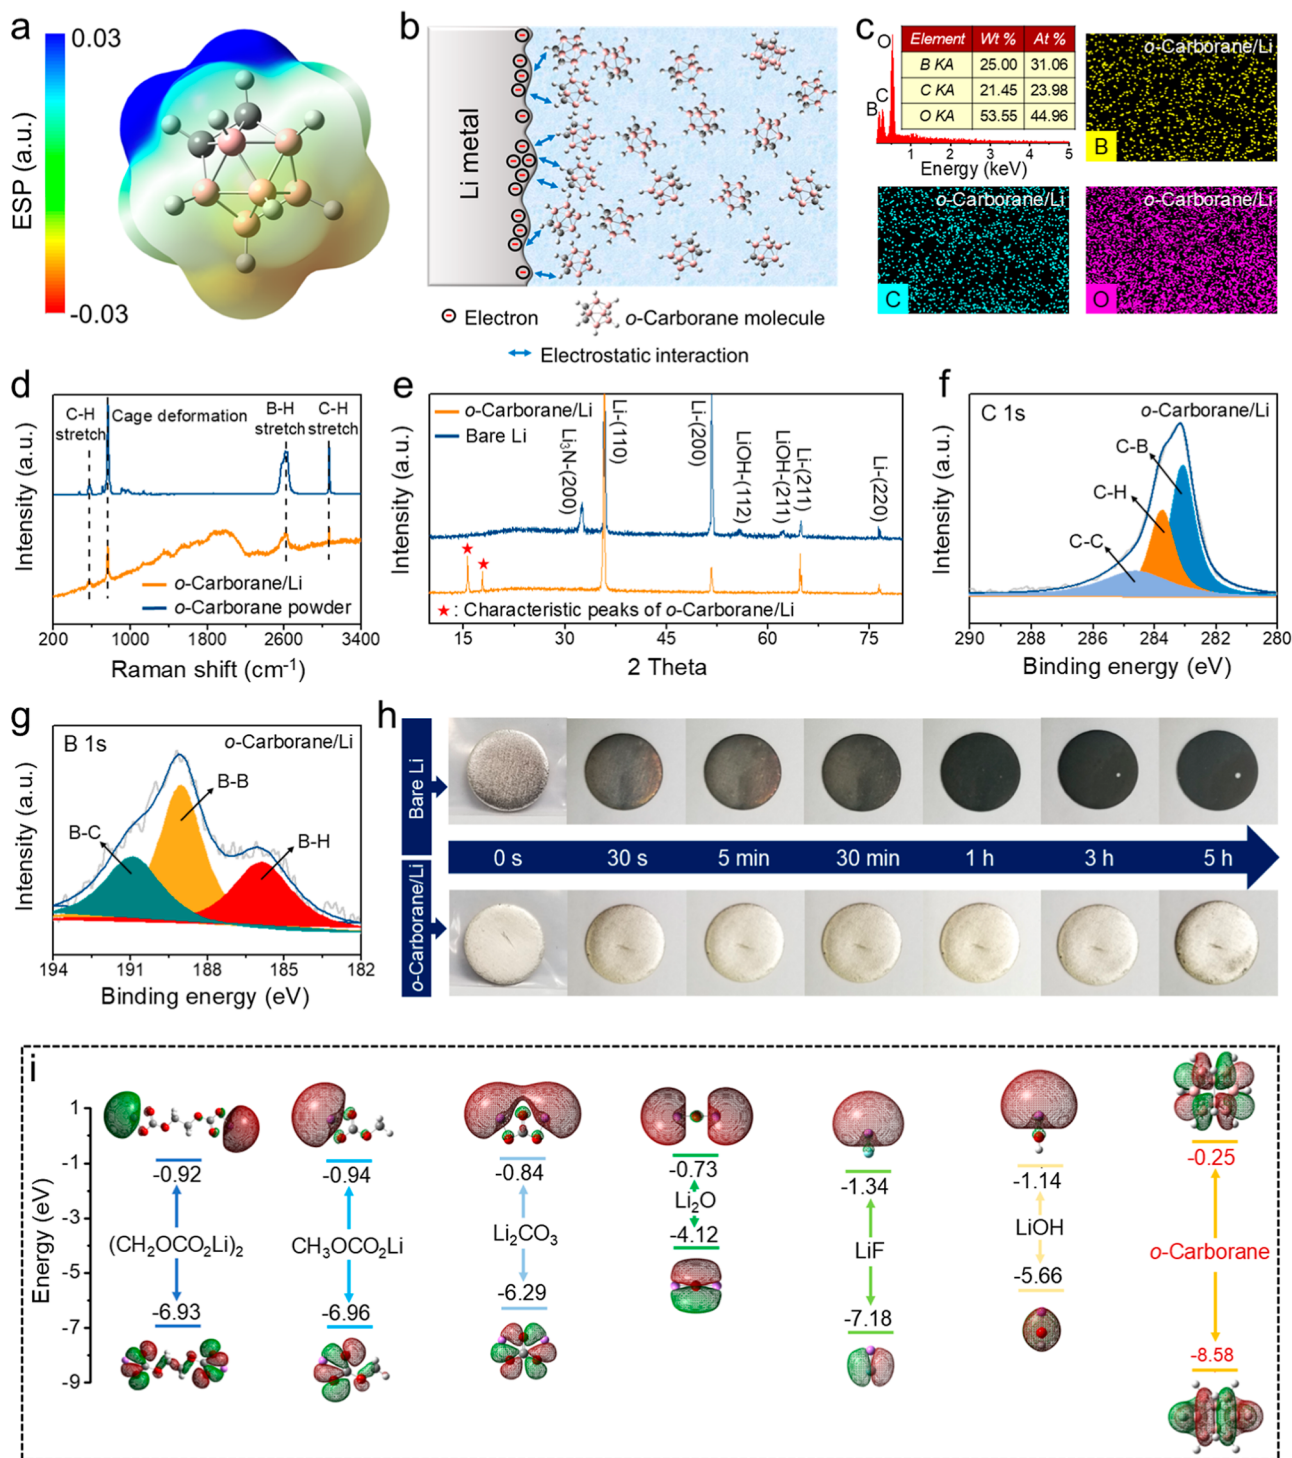 a
0.03
ESP (a.u.)
-0.03
b
Li metal
Electron
o-Carborane molecule
Electrostatic interaction
c
O
C
B
Element Wt % At %
B KA 25.00 31.06
C KA 21.45 23.98
O KA 53.55 44.96
1 2 3 4 5
Energy (keV)
o-Carborane/Li
B
o-Carborane/Li
C
o-Carborane/Li
O
d
C-H stretch
Cage deformation
B-H stretch
C-H stretch
Intensity (a.u.)
o-Carborane/Li
o-Carborane powder
200 1000 1800 2600 3400
Raman shift (cm⁻¹)
e
o-Carborane/Li
Bare Li
Li₃N-(200)
Li-(110)
Li-(200)
LiOH-(112)
LiOH-(211)
Li-(211)
Li-(220)
Intensity (a.u.)
★: Characteristic peaks of o-Carborane/Li
15 30 45 60 75
2 Theta
f
C 1s
o-Carborane/Li
C-B
C-H
C-C
Intensity (a.u.)
290 288 286 284 282 280
Binding energy (eV)
g
B 1s
o-Carborane/Li
B-B
B-C
B-H
Intensity (a.u.)
194 191 188 185 182
Binding energy (eV)
h
Bare Li
0 s 30 s 5 min 30 min 1 h 3 h 5 h
o-Carborane/Li
i
Energy (eV)
1
-1
-3
-5
-7
-9
-0.92
(CH₂OCO₂Li)₂
-6.93
-0.94
CH₃OCO₂Li
-6.96
-0.84
Li₂CO₃
-6.29
-0.73
Li₂O
-4.12
-1.34
LiF
-7.18
-1.14
LiOH
-5.66
-0.25
o-Carborane
-8.58